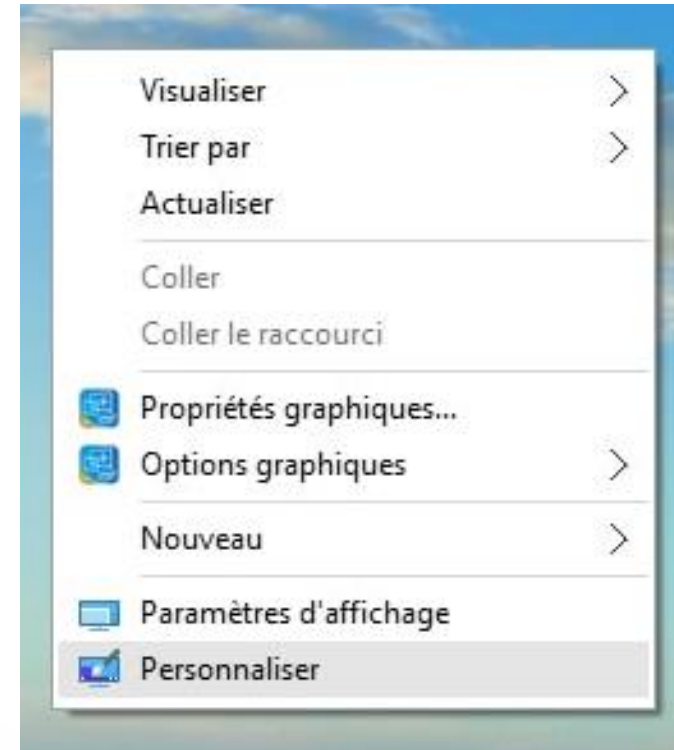 Visualiser
Trier par
Actualiser
Coller
Coller le raccourci
Propriétés graphiques...
Options graphiques
Nouveau
Paramètres d'affichage
Personnaliser